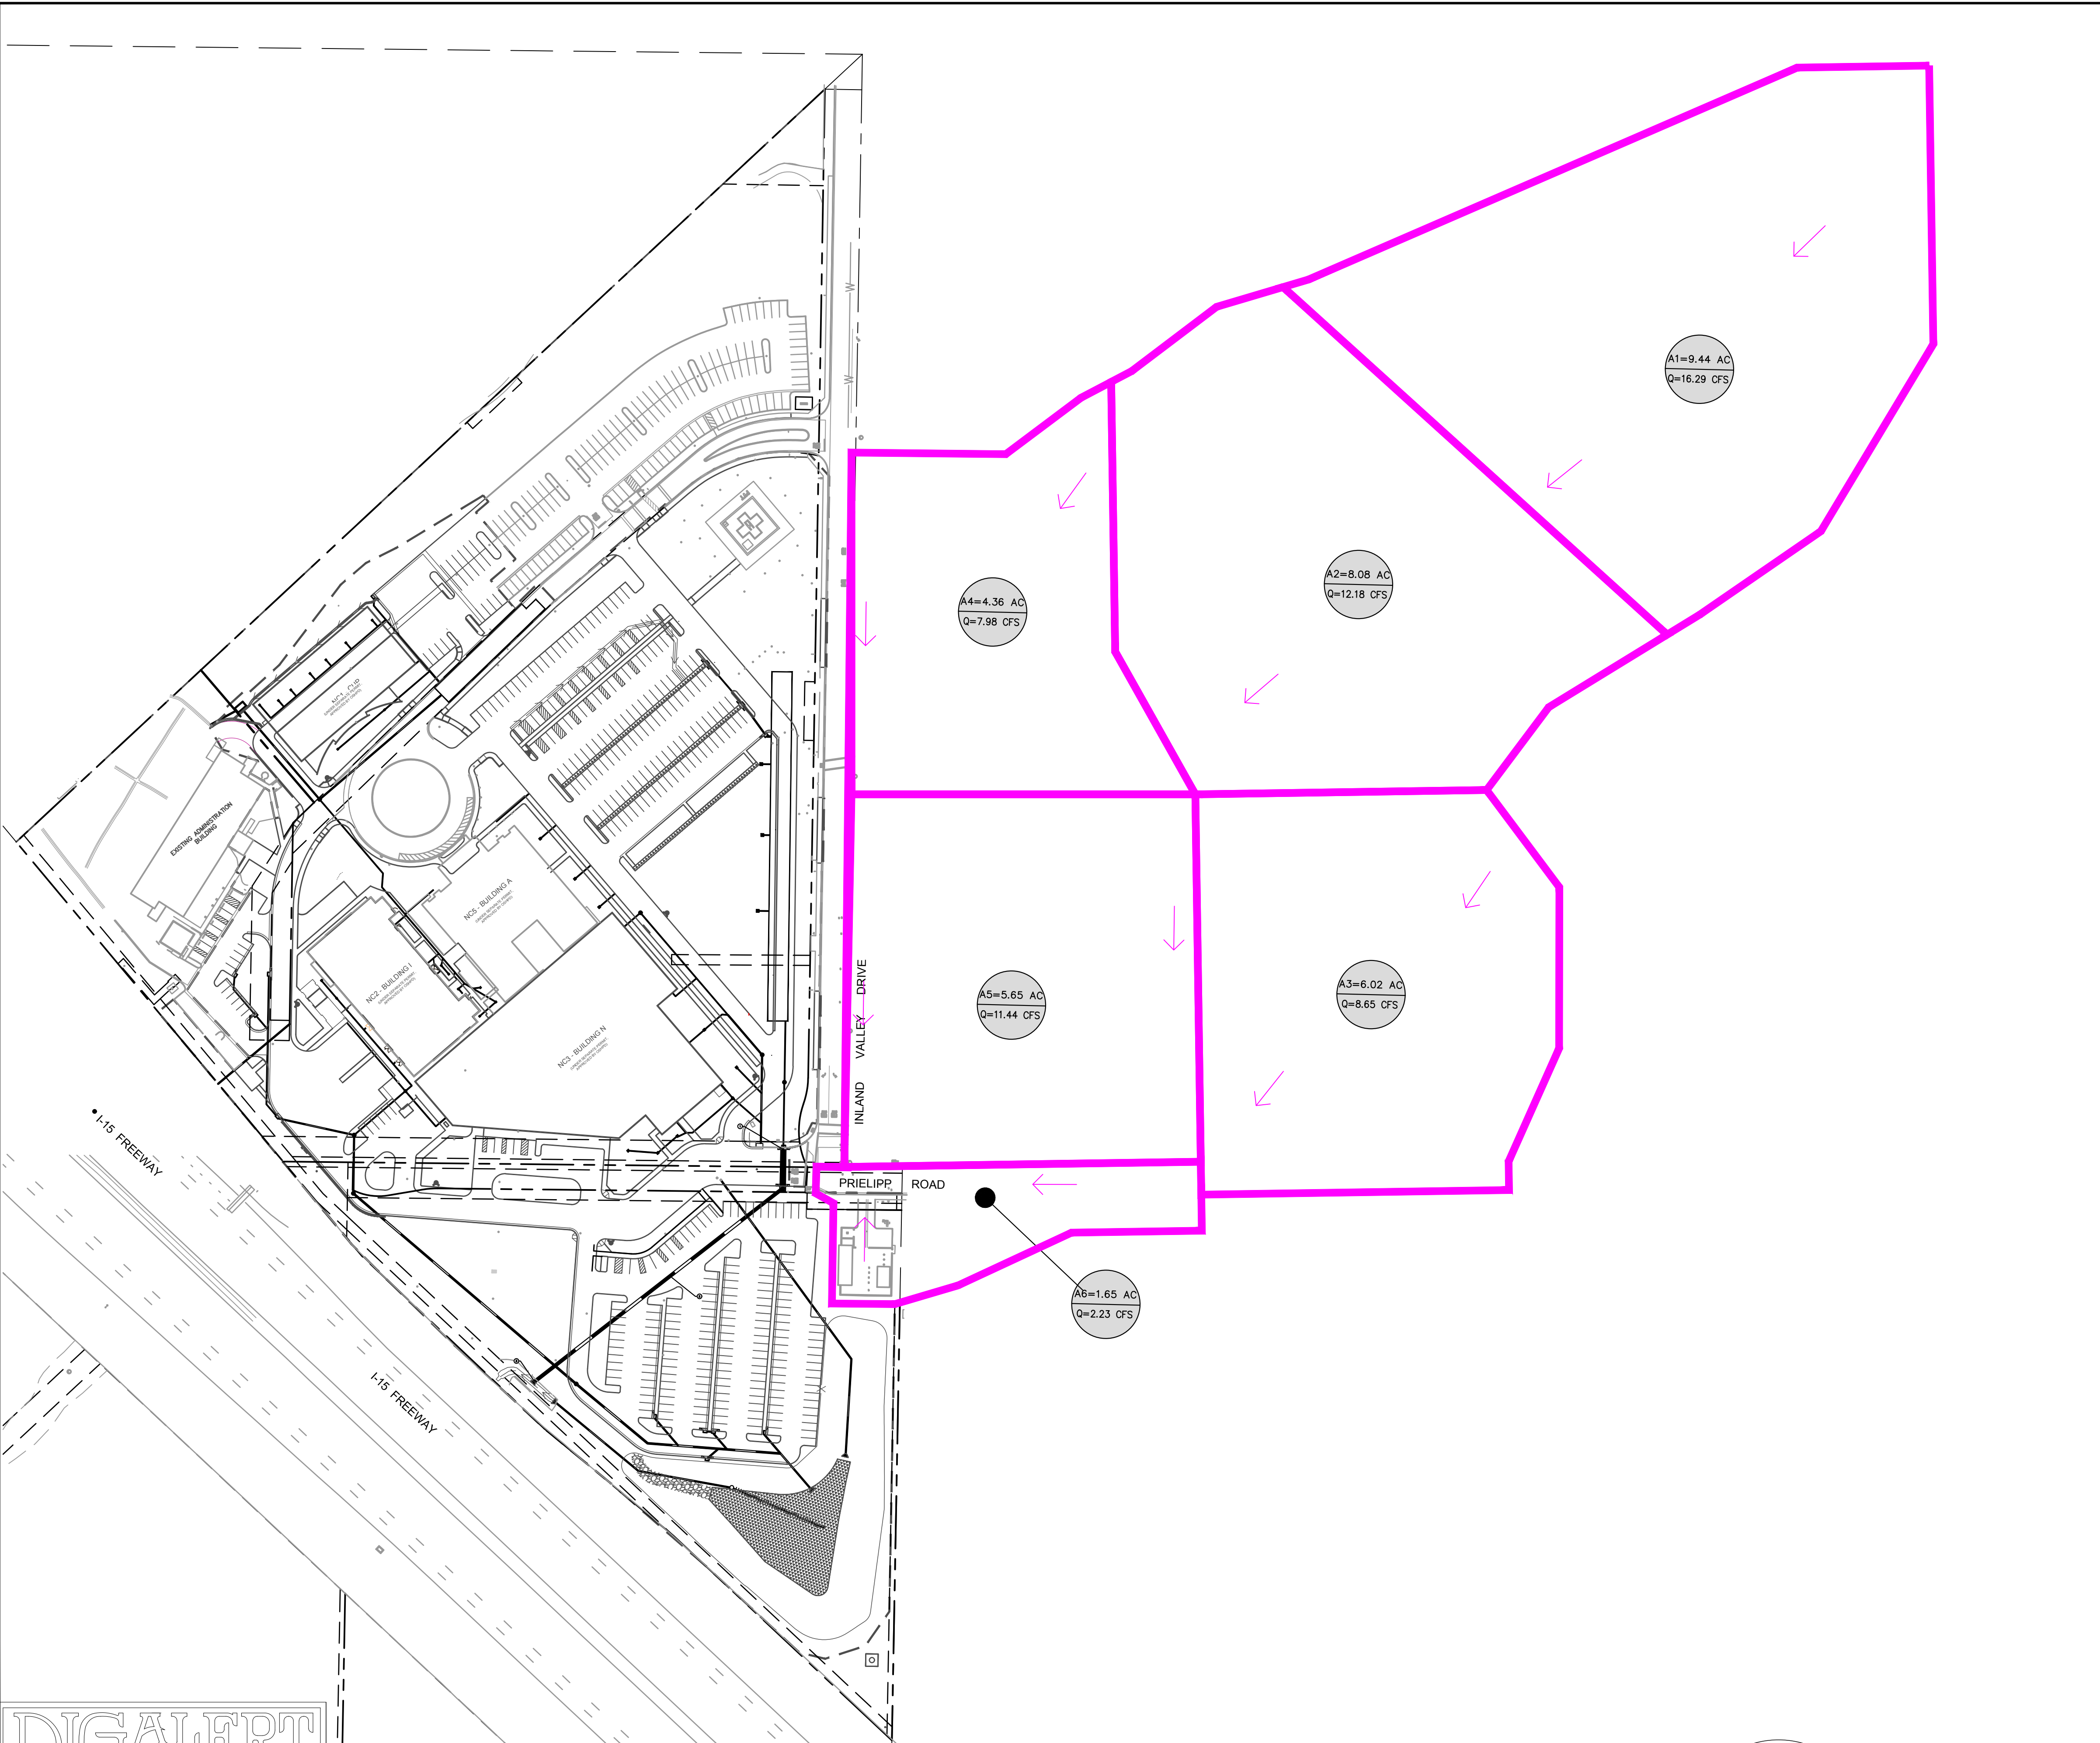 A1=9.44 AC
Q=16.29 CFS
A2=8.08 AC
Q=12.18 CFS
A4=4.36 AC
Q=7.98 CFS
A5=5.65 AC
Q=11.44 CFS
A3=6.02 AC
Q=8.65 CFS
A6=1.65 AC
Q=2.23 CFS
INLAND VALLEY DRIVE
PRIELIPP ROAD
W
W
EXISTING ADMINISTRATION
BUILDING
NC5 - BUILDING A
NC2 - BUILDING I
NC3 - BUILDING N
I-15 FREEWAY
I-15 FREEWAY
DIGALERT